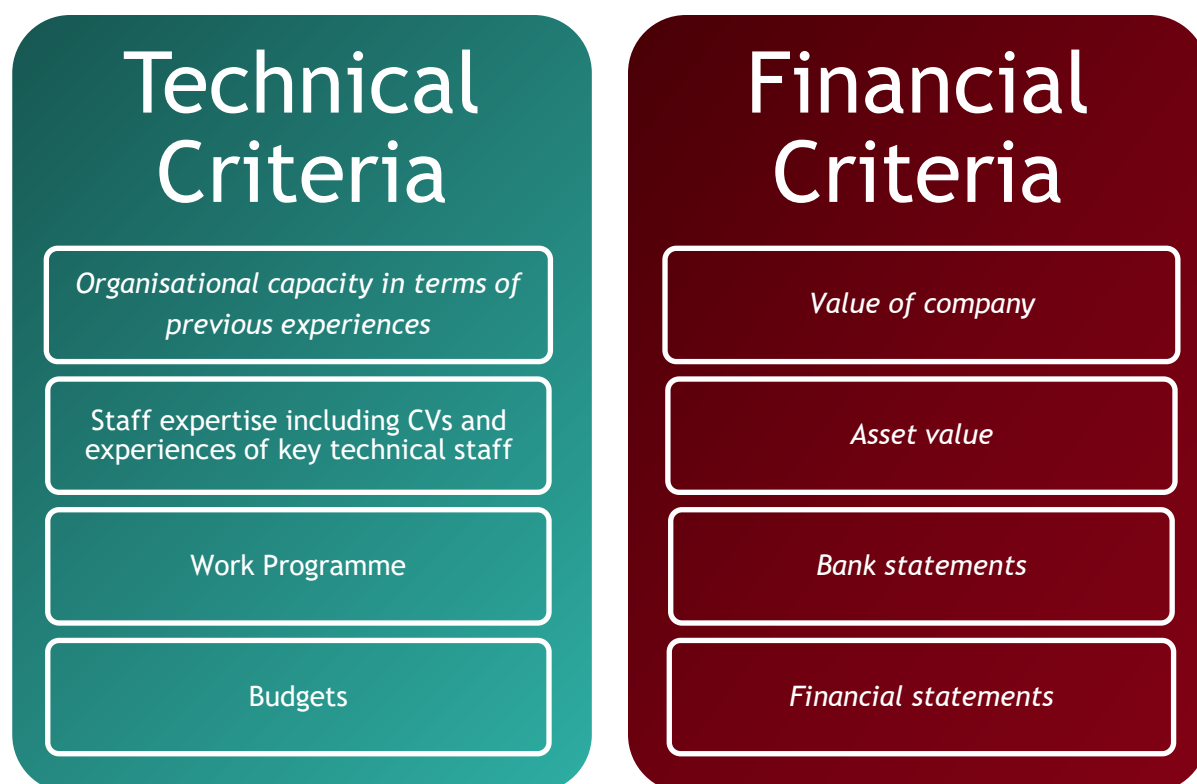 Technical
Criteria
Organisational capacity in terms of
previous experiences
Staff expertise including CVs and
experiences of key technical staff
Work Programme
Budgets
Financial
Criteria
Value of company
Asset value
Bank statements
Financial statements